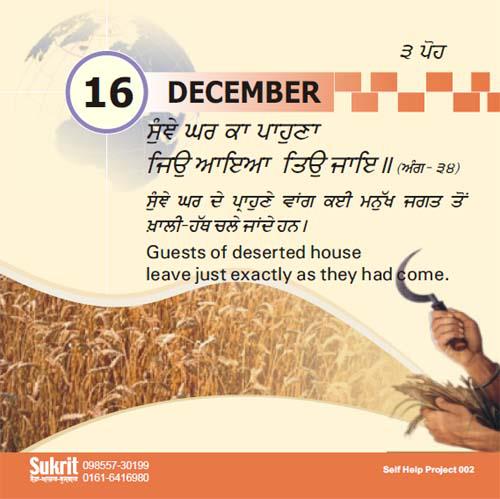 ੩ ਪੋਹ
16 DECEMBER
ਸੁੰਞੇ ਘਰ ਕਾ ਪਾਹੁਣਾ
ਜਿਉ ਆਇਆ ਤਿਉ ਜਾਇ॥ (ਅੰਗ - ੩੪)
ਸੁੰਞੇ ਘਰ ਦੇ ਪ੍ਰਾਹੁਣੇ ਵਾਂਗ ਕਈ ਮਨੁੱਖ ਜਗਤ ਤੋਂ
ਖ਼ਾਲੀ-ਹੱਥ ਚਲੇ ਜਾਂਦੇ ਹਨ।
Guests of deserted house
leave just exactly as they had come.
Sukrit 098557-30199
0161-6416980
Self Help Project 002